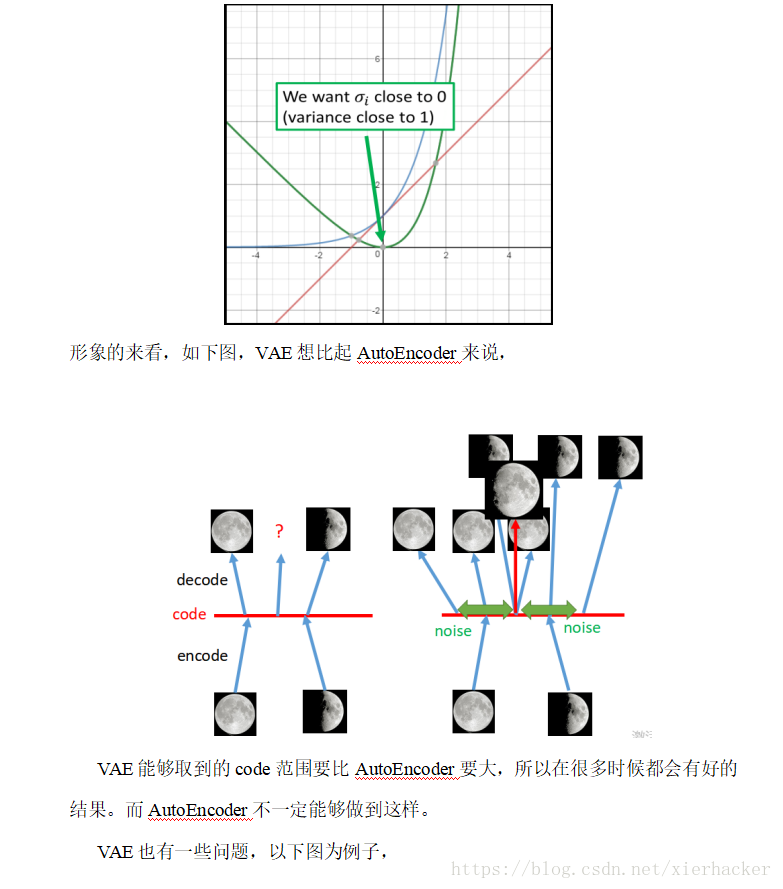 6
We want σᵢ close to 0
(variance close to 1)
2
-4
-2
0
2
4
-2
形象的来看，如下图，VAE 想比起 AutoEncoder 来说，
?
decode
code
noise
noise
encode
VAE 能够取到的 code 范围要比 AutoEncoder 要大，所以在很多时候都会有好的
结果。而 AutoEncoder 不一定能够做到这样。
VAE 也有一些问题，以下图为例子，
https://blog.csdn.net/xierhacker